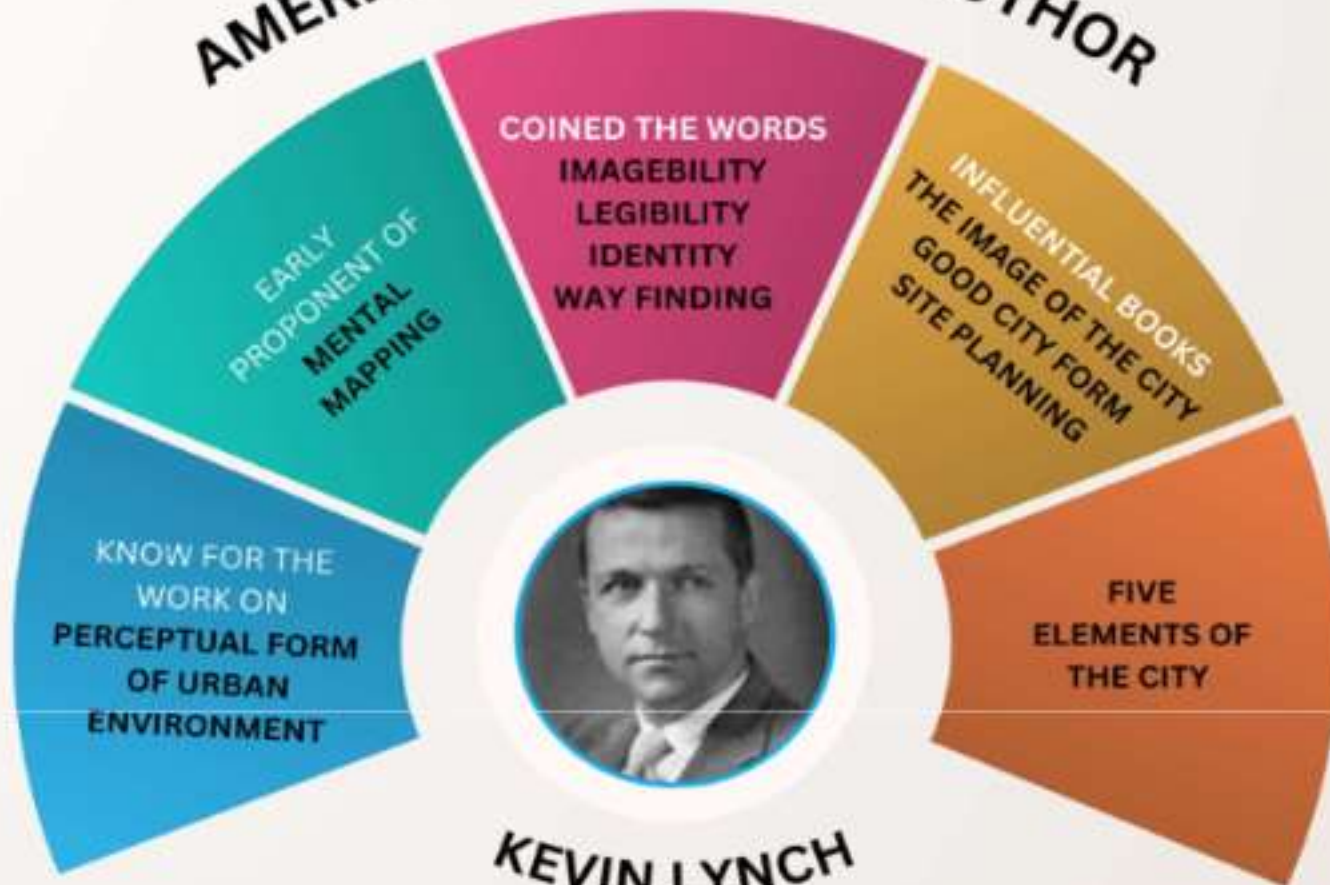 KNOW FOR THE
WORK ON
PERCEPTUAL FORM
OF URBAN
ENVIRONMENT
EARLY
PROPONENT OF
MENTAL
MAPPING
COINED THE WORDS
IMAGEBILITY
LEGIBILITY
IDENTITY
WAY FINDING
INFLUENTIAL BOOKS
THE IMAGE OF THE CITY
GOOD CITY FORM
SITE PLANNING
FIVE
ELEMENTS OF
THE CITY
KEVIN LYNCH